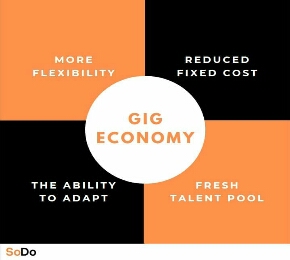 MORE
FLEXIBILITY
REDUCED
FIXED COST
GIG
ECONOMY
THE ABILITY
TO ADAPT
FRESH
TALENT POOL
SoDo